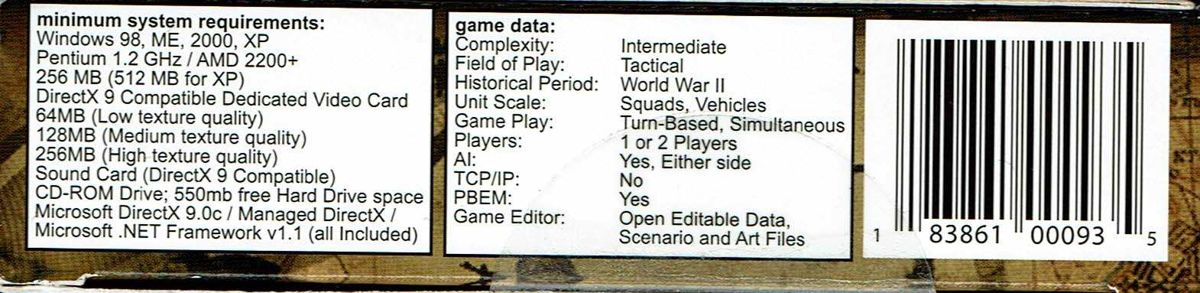 minimum system requirements:
Windows 98, ME, 2000, XP
Pentium 1.2 GHz / AMD 2200+
256 MB (512 MB for XP)
DirectX 9 Compatible Dedicated Video Card
64MB (Low texture quality)
128MB (Medium texture quality)
256MB (High texture quality)
Sound Card (DirectX 9 Compatible)
CD-ROM Drive; 550mb free Hard Drive space
Microsoft DirectX 9.0c / Managed DirectX /
Microsoft .NET Framework v1.1 (all Included)
game data:
Complexity: Intermediate
Field of Play: Tactical
Historical Period: World War II
Unit Scale: Squads, Vehicles
Game Play: Turn-Based, Simultaneous
Players: 1 or 2 Players
AI: Yes, Either side
TCP/IP: No
PBEM: Yes
Game Editor: Open Editable Data,
Scenario and Art Files
1 83861 00093 5